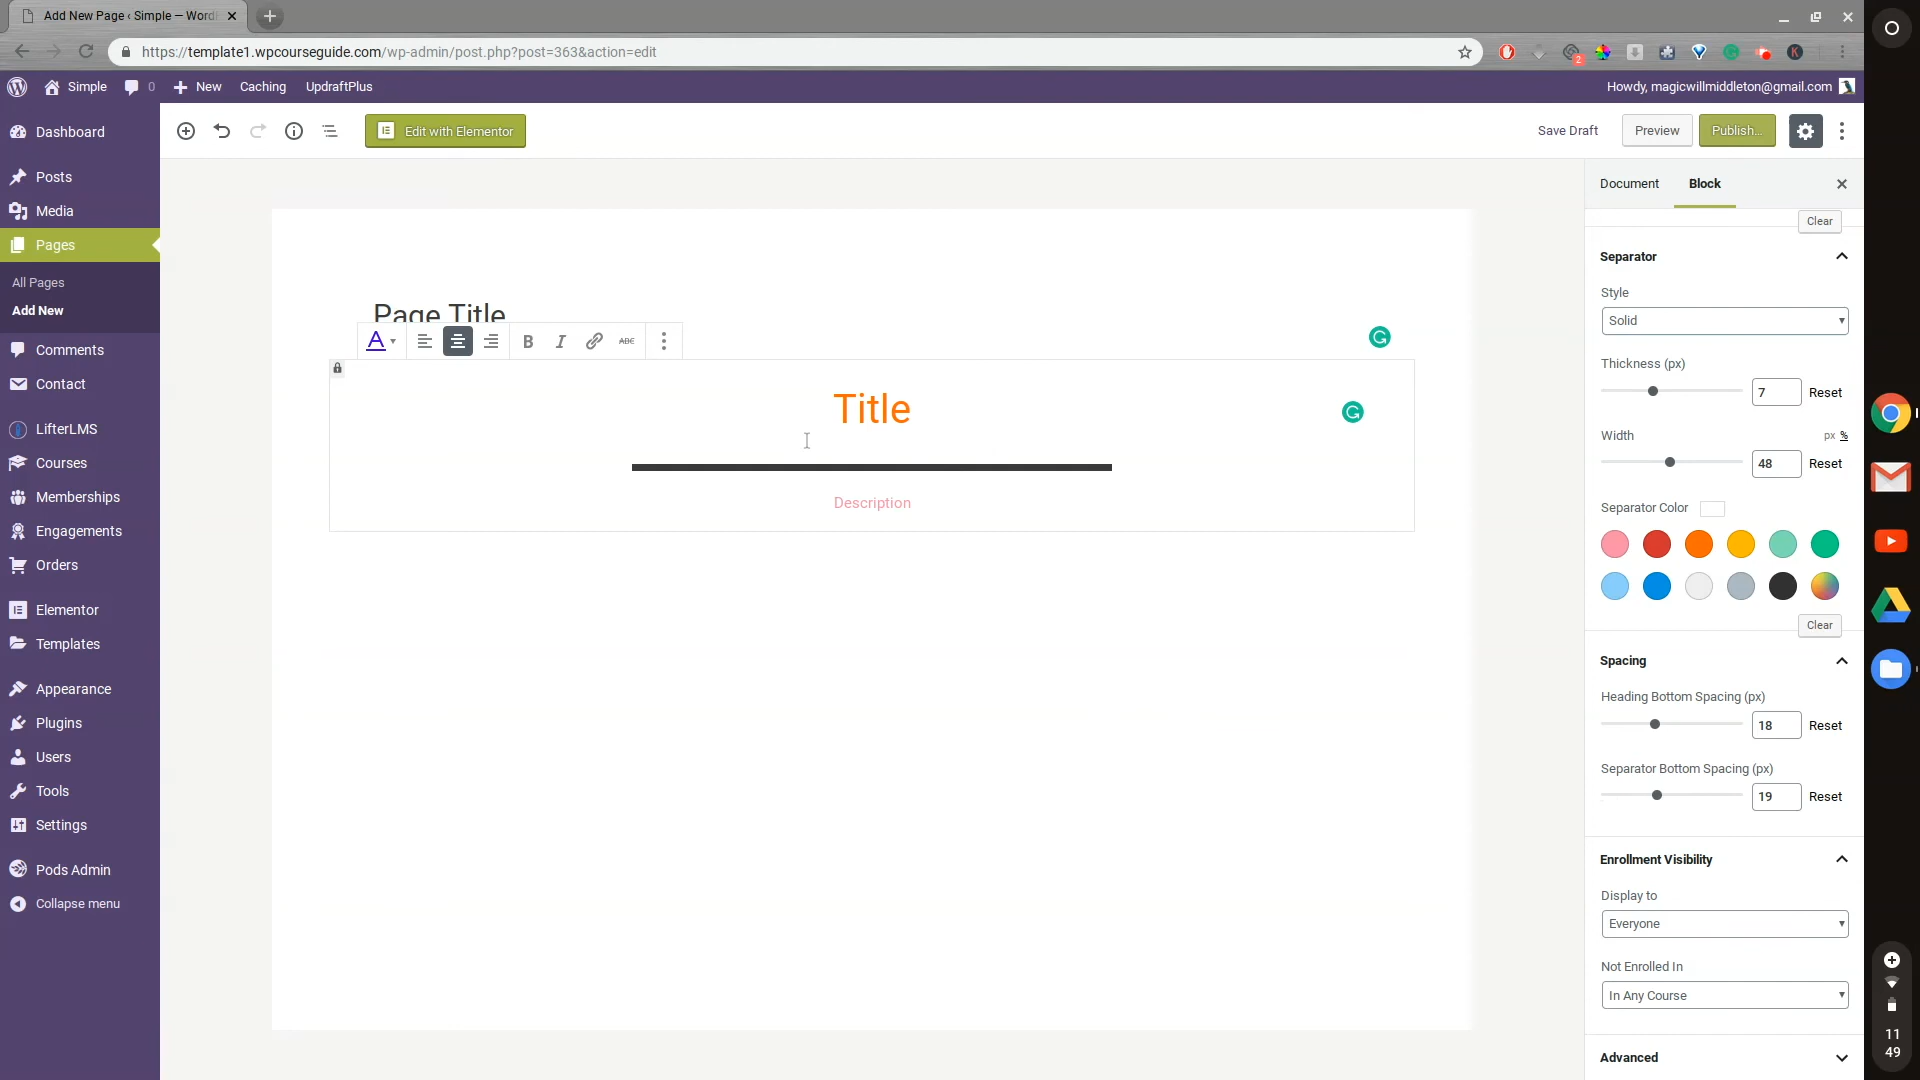 Add New Page ‹ Simple — Word
https://template1.wpcourseguide.com/wp-admin/post.php?post=363&action=edit
2
K
Simple
0
New
Caching
UpdraftPlus
Howdy, magicwillmiddleton@gmail.com
Dashboard
Posts
Media
Pages
All Pages
Add New
Comments
Contact
LifterLMS
Courses
Memberships
Engagements
Orders
Elementor
Templates
Appearance
Plugins
Users
Tools
Settings
Pods Admin
Collapse menu
Edit with Elementor
Save Draft
Preview
Publish...
Page Title
A
B
I
ABC
Title
Description
Document
Block
Clear
Separator
Style
Solid
Thickness (px)
7
Reset
Width
px %
48
Reset
Separator Color
Clear
Spacing
Heading Bottom Spacing (px)
18
Reset
Separator Bottom Spacing (px)
19
Reset
Enrollment Visibility
Display to
Everyone
Not Enrolled In
In Any Course
Advanced
11
49